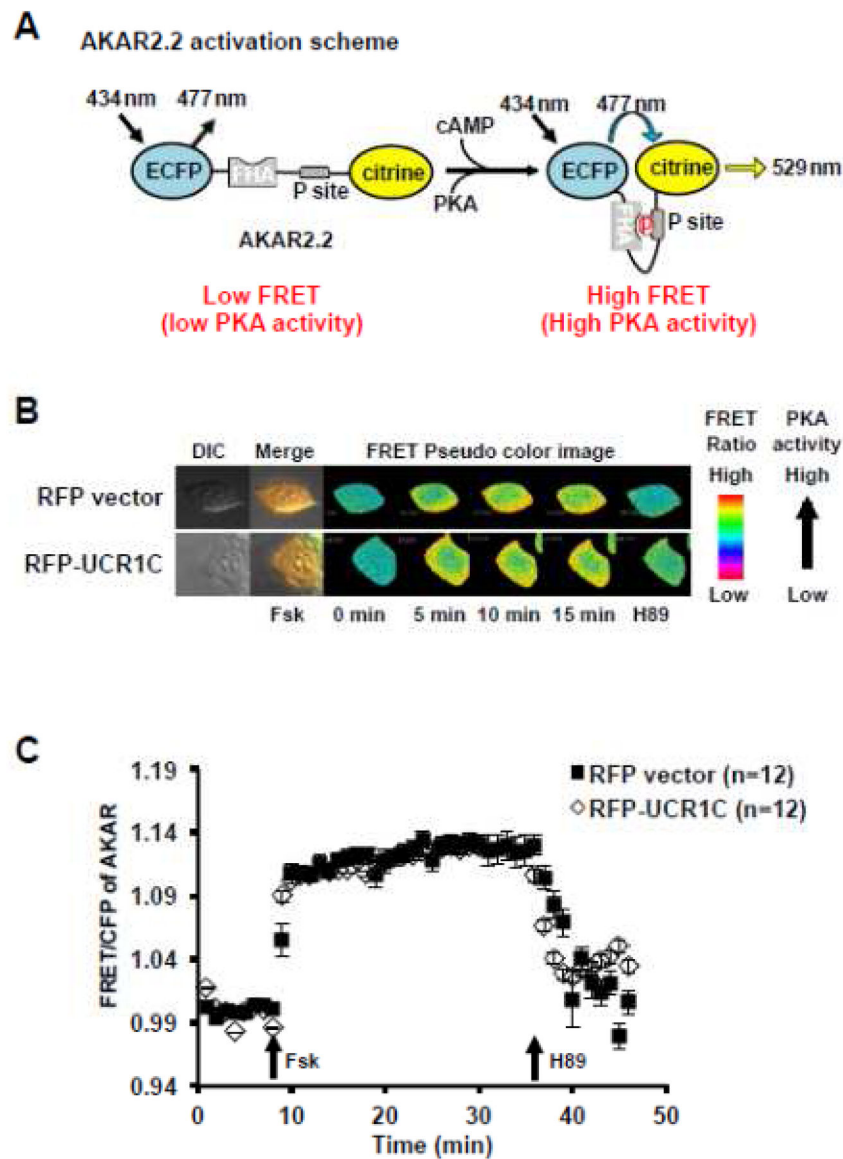 A
AKAR2.2 activation scheme
434 nm 477 nm
ECFP FHA P site citrine
AKAR2.2
cAMP
PKA
434 nm 477 nm
ECFP citrine 529 nm
FHA p P site
Low FRET
(low PKA activity)
High FRET
(High PKA activity)
B
DIC Merge FRET Pseudo color image
RFP vector
RFP-UCR1C
Fsk 0 min 5 min 10 min 15 min H89
FRET
Ratio
High
Low
PKA
activity
High
Low
C
FRET/CFP of AKAR
1.19
1.14
1.09
1.04
0.99
0.94
RFP vector (n=12)
RFP-UCR1C (n=12)
Fsk
H89
0 10 20 30 40 50
Time (min)